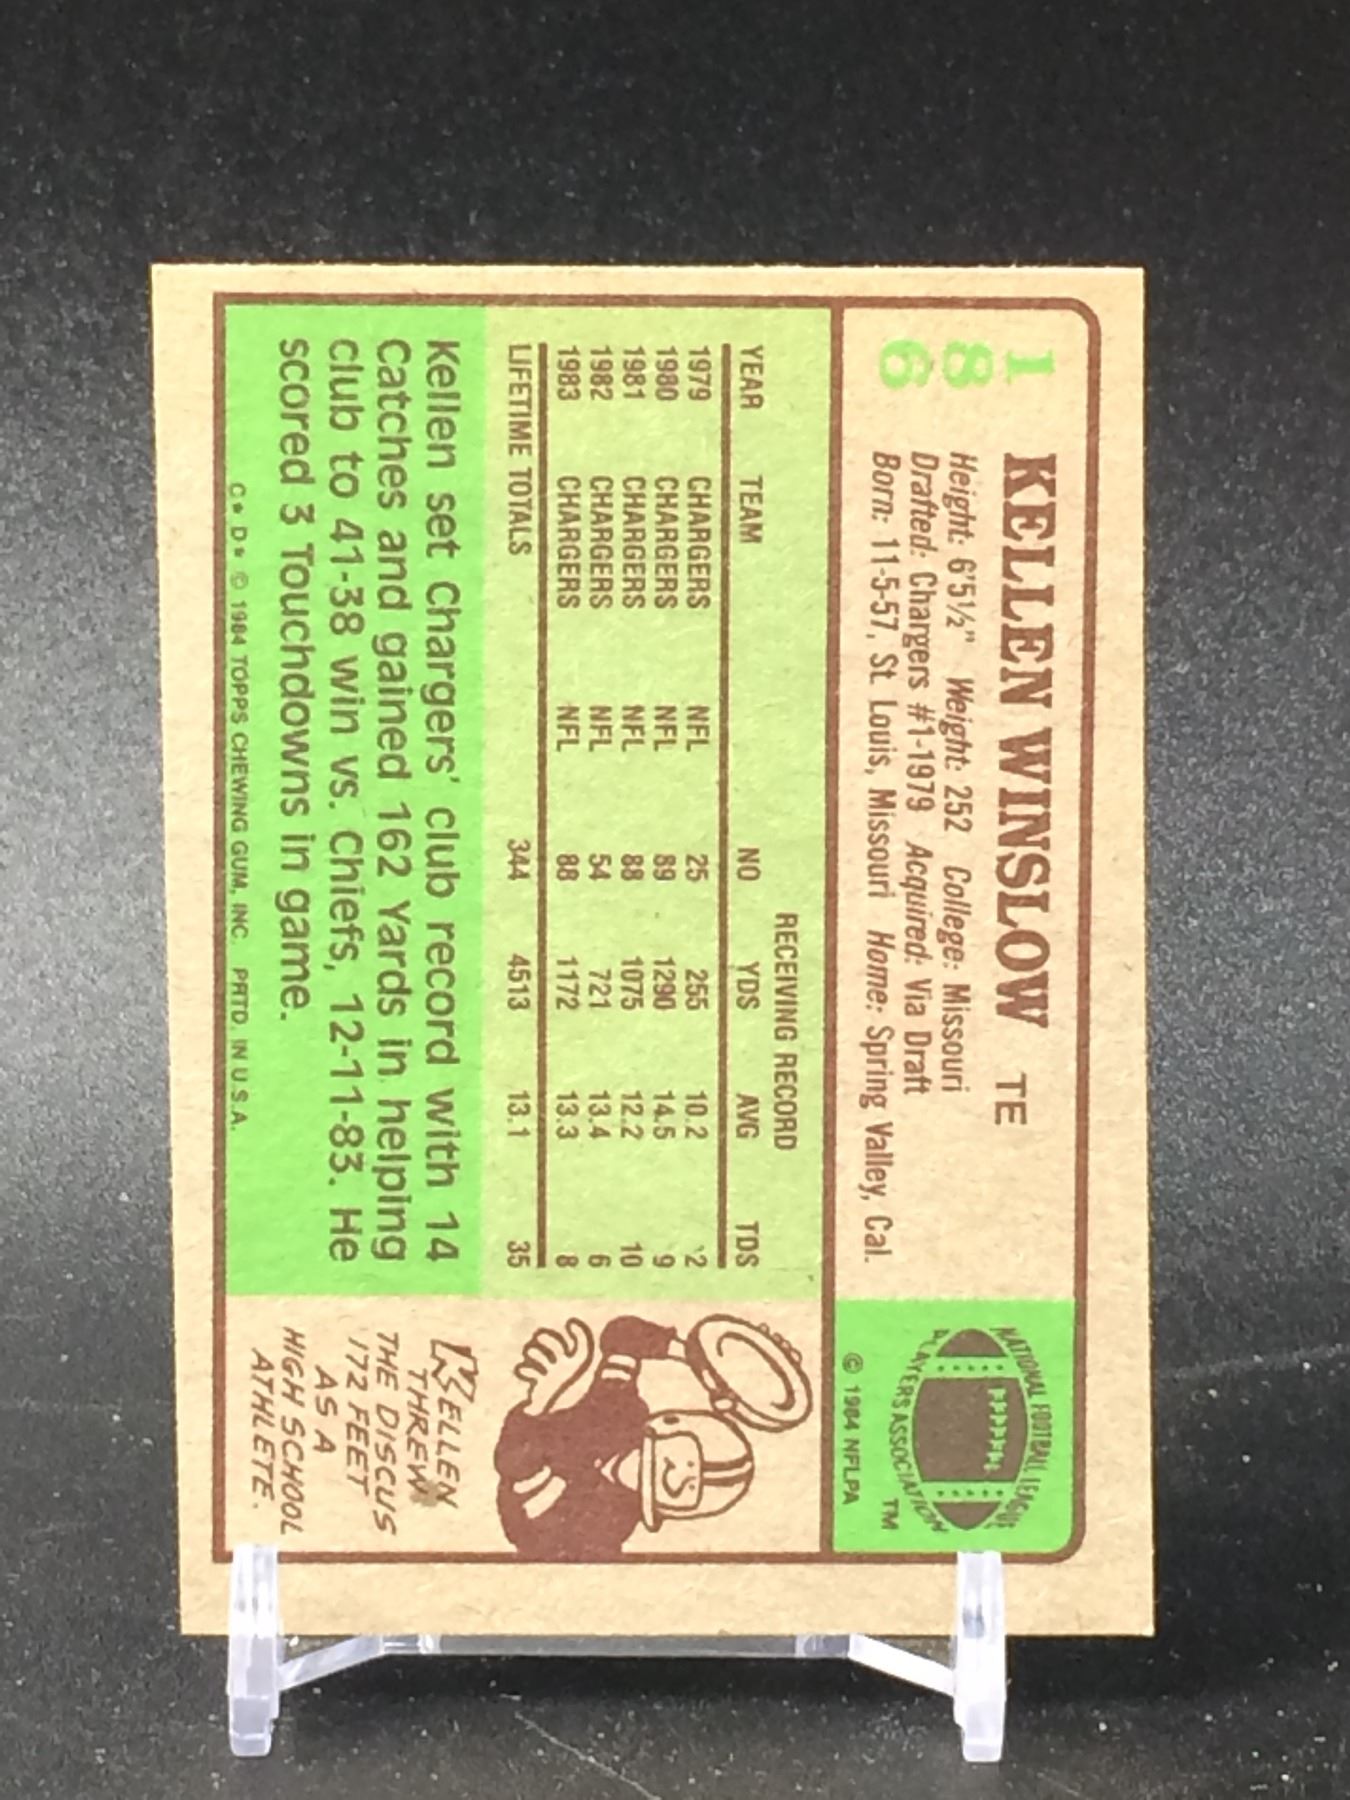 186
KELLEN WINSLOW TE
Height: 6'5½" Weight: 252 College: Missouri
Drafted: Chargers #1-1979 Acquired: Via Draft
Born: 11-5-57, St. Louis, Missouri Home: Spring Valley, Cal.
NATIONAL FOOTBALL LEAGUE
PLAYERS ASSOCIATION
TM
© 1984 NFLPA
RECEIVING RECORD
YEAR TEAM NO YDS AVG TDS
1979 CHARGERS NFL 25 255 10.2 2
1980 CHARGERS NFL 89 1290 14.5 9
1981 CHARGERS NFL 88 1075 12.2 10
1982 CHARGERS NFL 54 721 13.4 6
1983 CHARGERS NFL 88 1172 13.3 8
LIFETIME TOTALS 344 4513 13.1 35
Kellen set Chargers' club record with 14
Catches and gained 162 Yards in helping
club to 41-38 win vs. Chiefs, 12-11-83. He
scored 3 Touchdowns in game.
KELLEN
THREW
THE DISCUS
172 FEET
AS A
HIGH SCHOOL
ATHLETE.
C* D* © 1984 TOPPS CHEWING GUM, INC. PRTD. IN U.S.A.